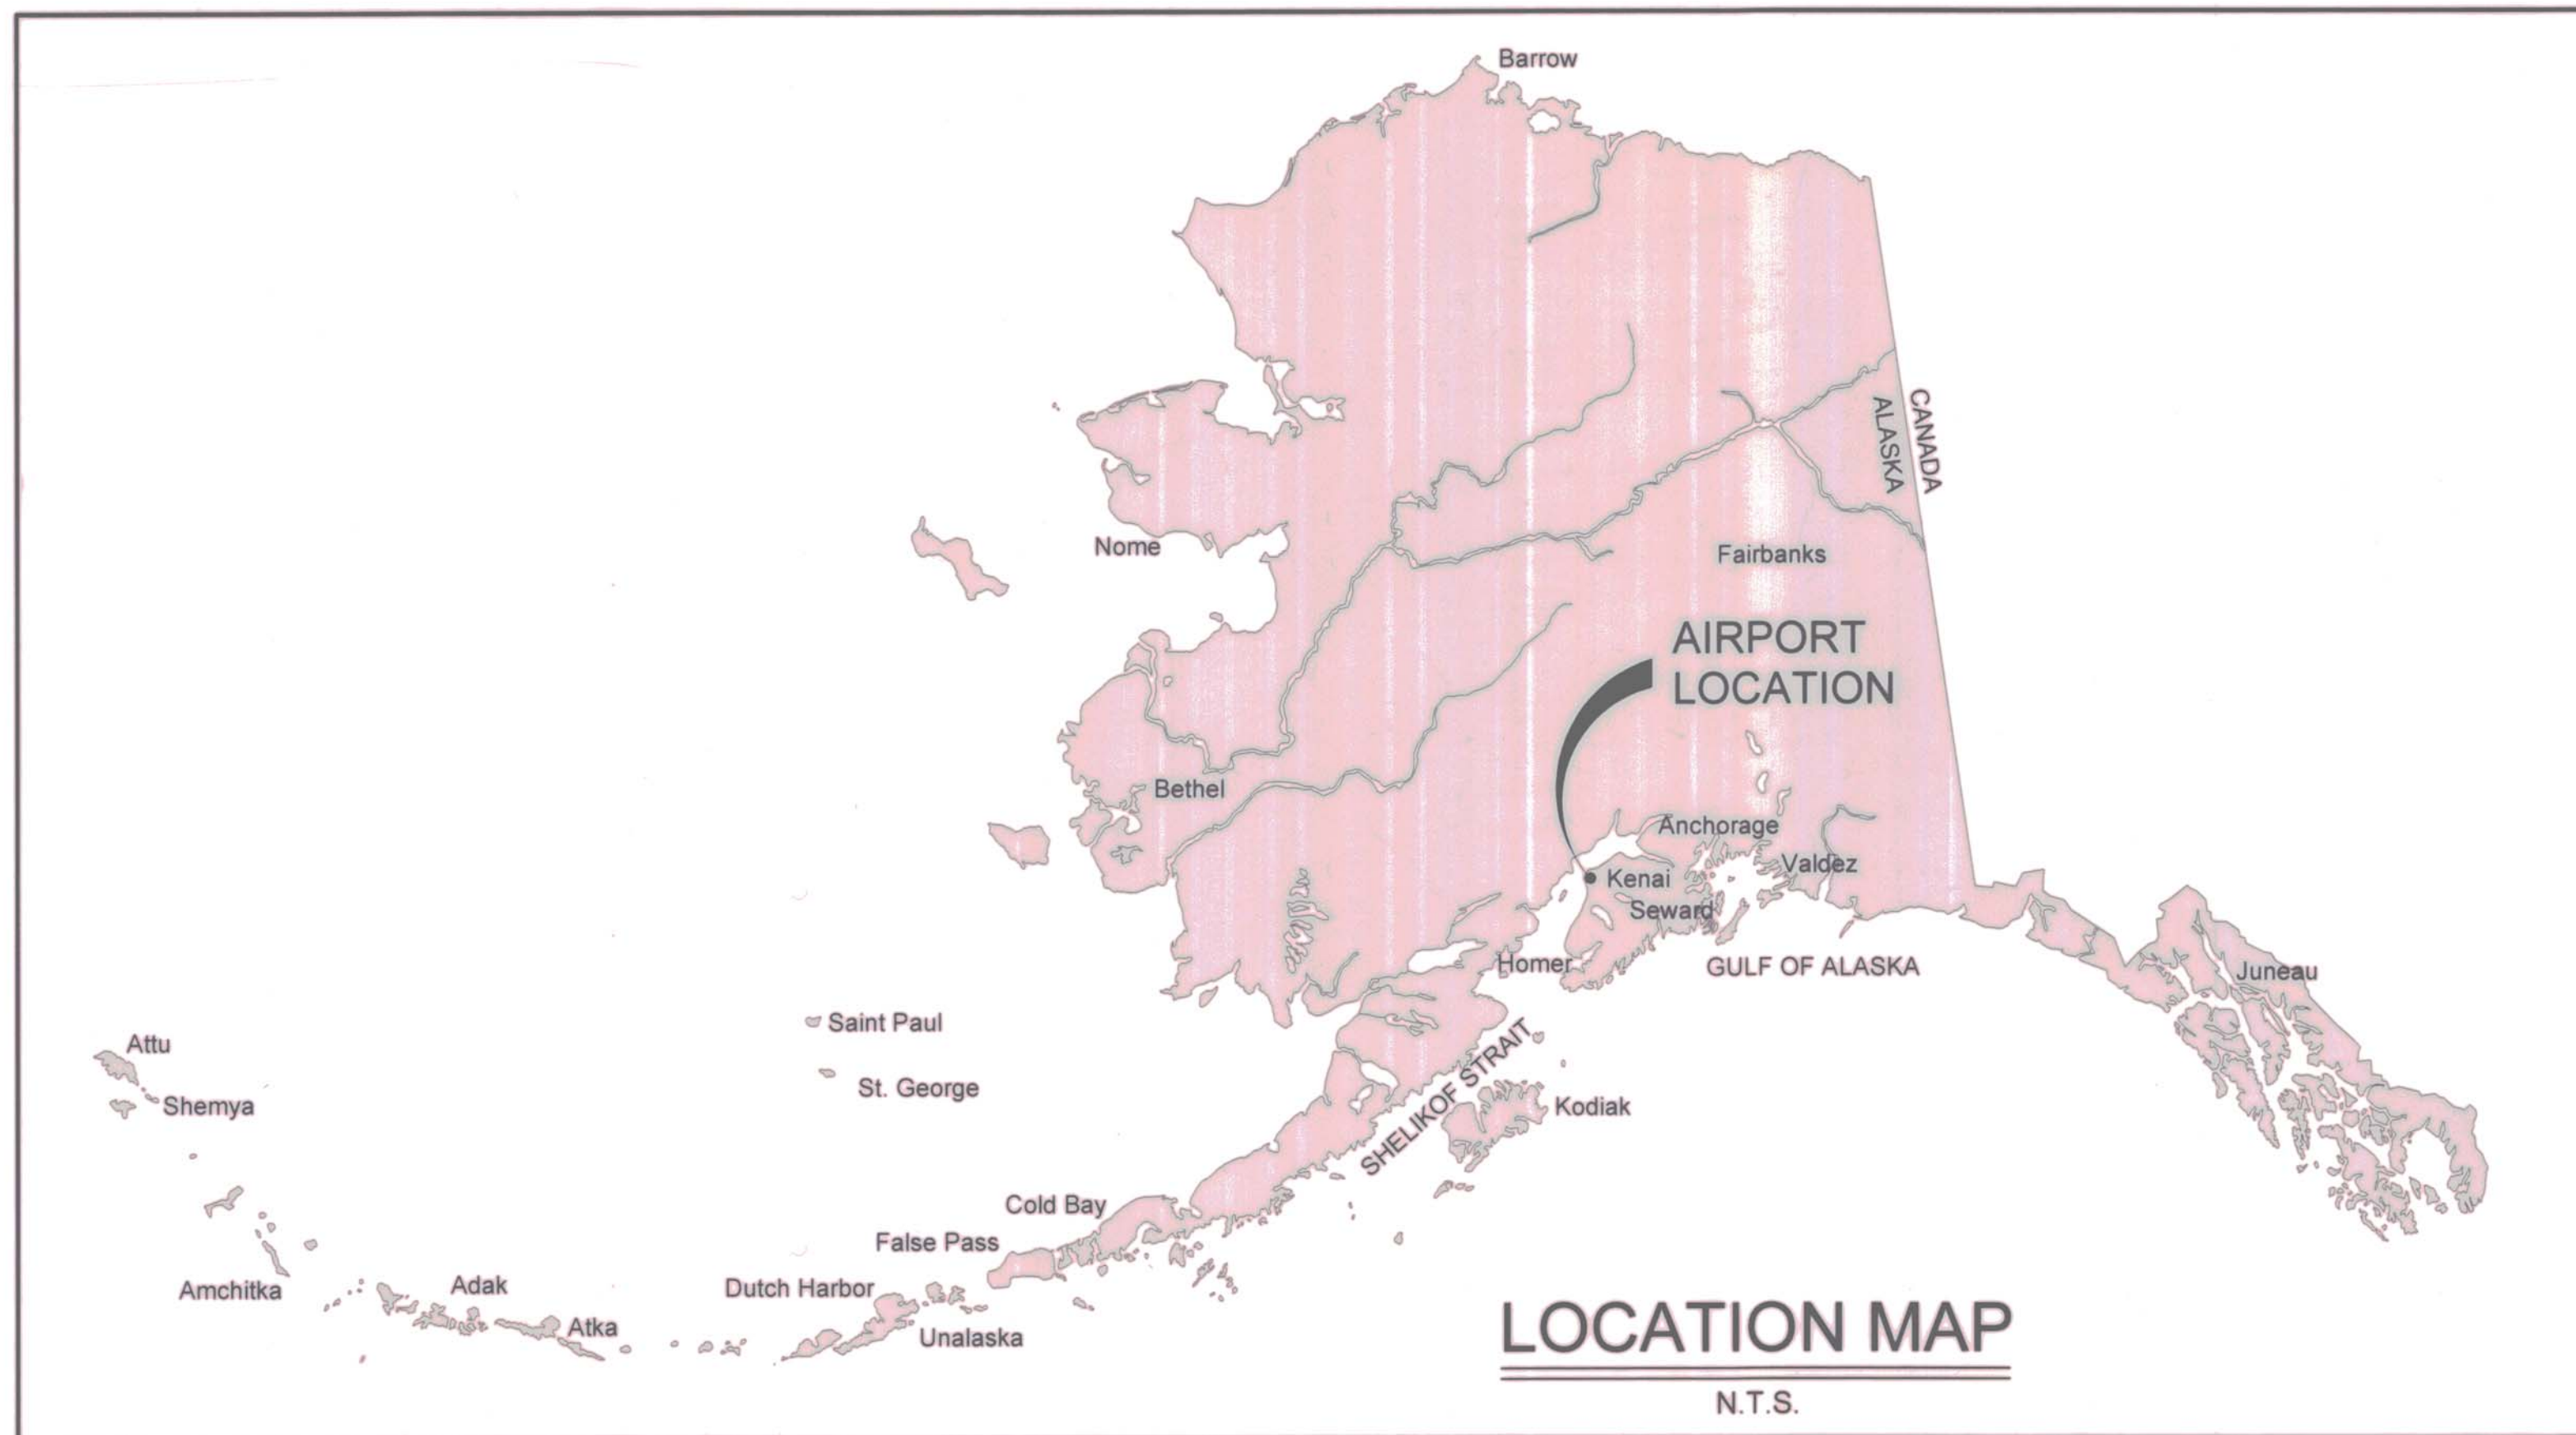 Barrow
CANADA
ALASKA
Nome
Fairbanks
AIRPORT
LOCATION
Bethel
Anchorage
Valdez
Kenai
Seward
Homer
GULF OF ALASKA
Juneau
Saint Paul
Attu
St. George
SHELIKOF STRAIT
Shemya
Kodiak
Cold Bay
False Pass
Amchitka
Adak
Dutch Harbor
Atka
Unalaska
LOCATION MAP
N.T.S.